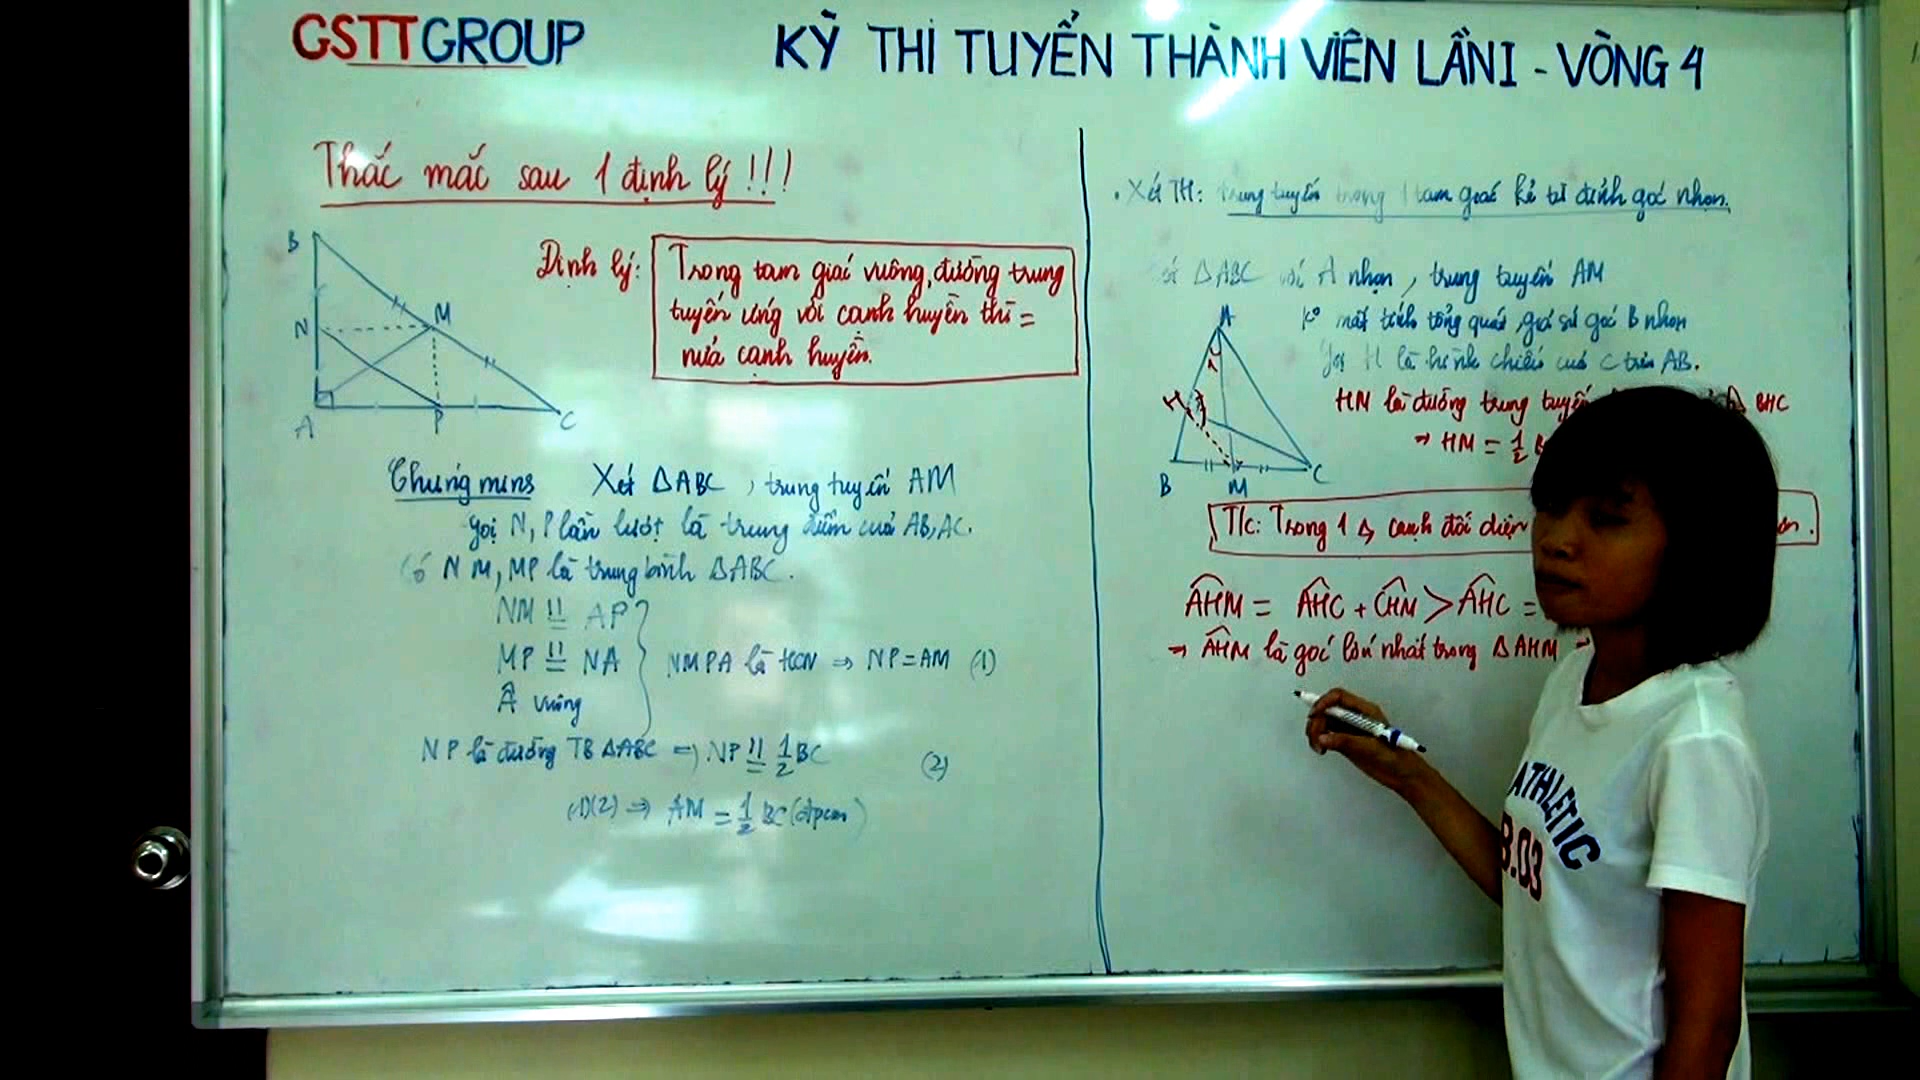 GSTTGROUP
KỲ THI TUYỂN THÀNH VIÊN LẦN I - VÒNG 4
Thắc mắc sau 1 định lý !!!
B
N
M
A
P
C
Định lý:
Trong tam giác vuông, đường trung
tuyến ứng với cạnh huyền thì =
nửa cạnh huyền.
Chứng minh Xét ΔABC, trung tuyến AM
gọi N, P lần lượt là trung điểm của AB, AC.
Có NM, MP là trung bình ΔABC.
NM // = AP
MP // = NA
Â vuông
NMPA là HCN ⇒ NP = AM (1)
NP là đường TB ΔABC ⇒ NP // = 1/2 BC (2)
(1)(2) ⇒ AM = 1/2 BC (đpcm)
• Xét TH: Trung tuyến trong 1 tam giác kẻ từ đỉnh góc nhọn.
ΔABC với A nhọn, trung tuyến AM
Ko mất tính tổng quát, giả sử góc B nhọn
Gọi H là hình chiếu của C trên AB.
A
H
B
M
C
HM là đường trung tuyến BHC
⇒ HM = 1/2
T/c: Trong 1 Δ, cạnh đối diện
AHM = AHC + CHM > AHC =
⇒ AHM là góc lớn nhất trong ΔAHM
ATHLETIC
03